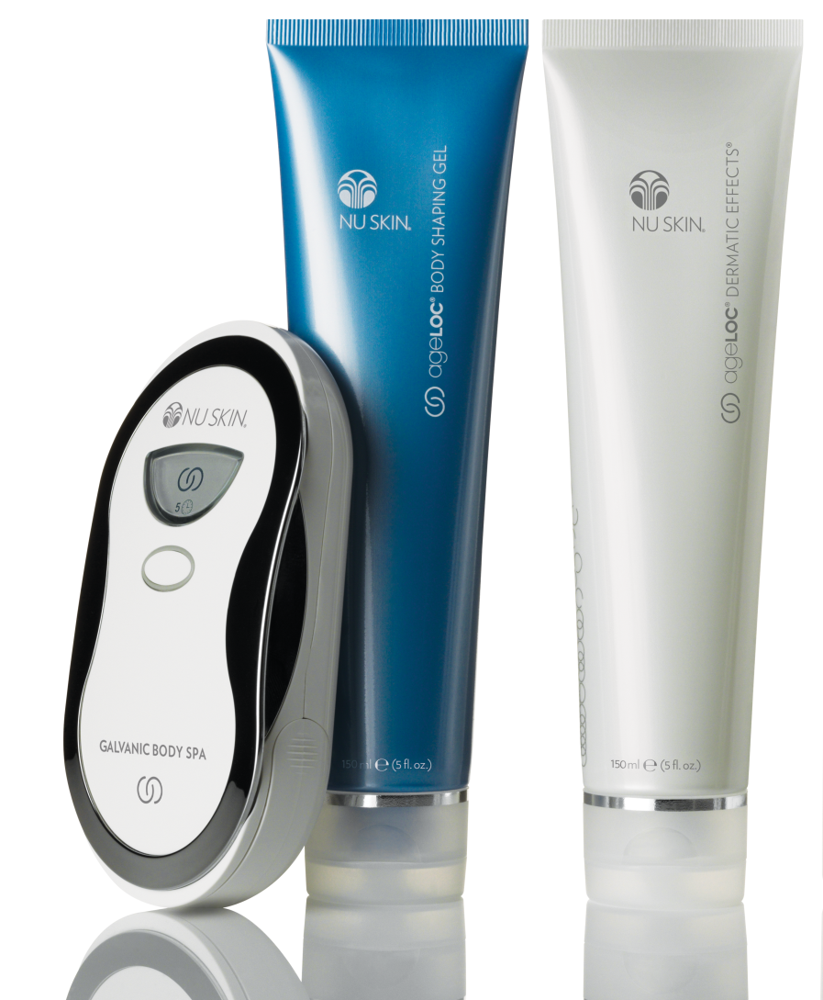 NU SKIN®
ageLOC® BODY SHAPING GEL
150 ml ℮ (5 fl. oz.)
NU SKIN®
ageLOC® DERMATIC EFFECTS®
150 ml ℮ (5 fl. oz.)
NU SKIN®
5
GALVANIC BODY SPA